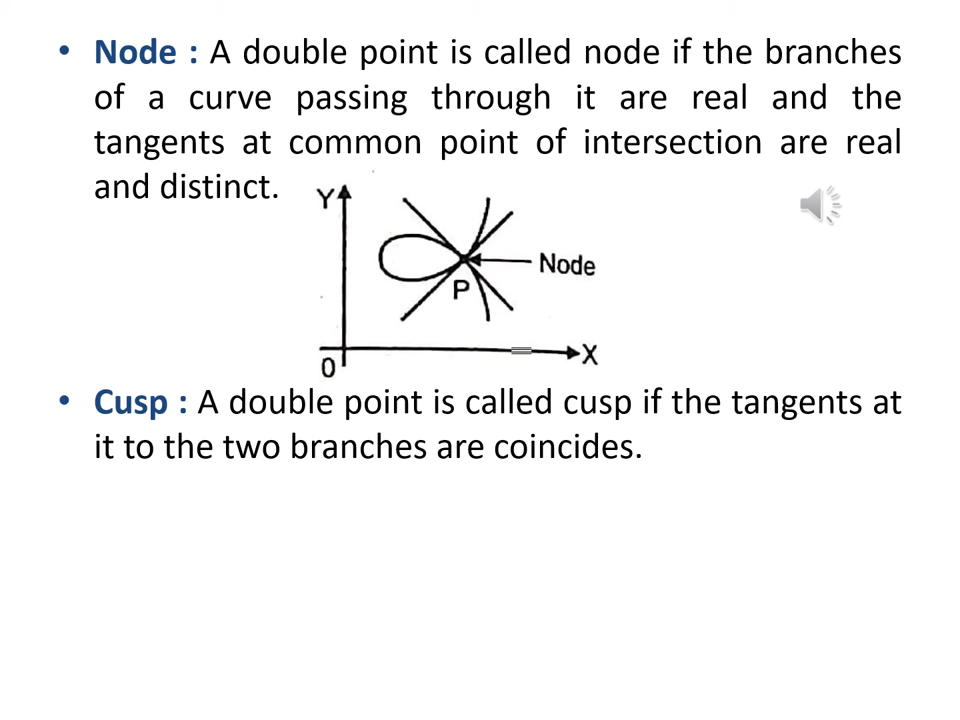 • Node : A double point is called node if the branches
of a curve passing through it are real and the
tangents at common point of intersection are real
and distinct.
Y
Node
P
X
0
• Cusp : A double point is called cusp if the tangents at
it to the two branches are coincides.